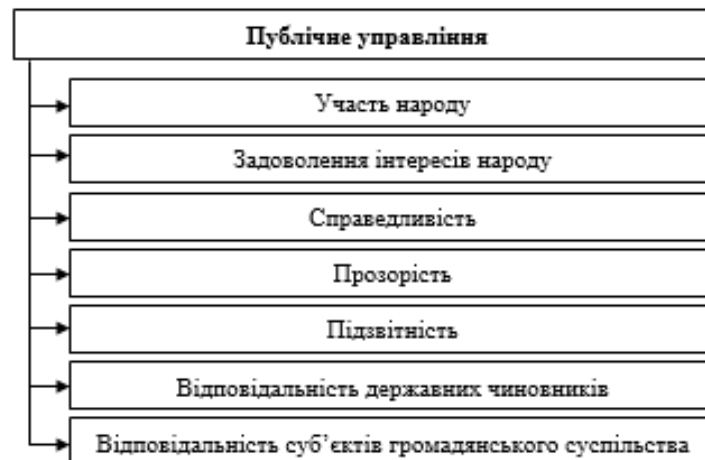 Публічне управління
Участь народу
Задоволення інтересів народу
Справедливість
Прозорість
Підзвітність
Відповідальність державних чиновників
Відповідальність суб’єктів громадянського суспільства